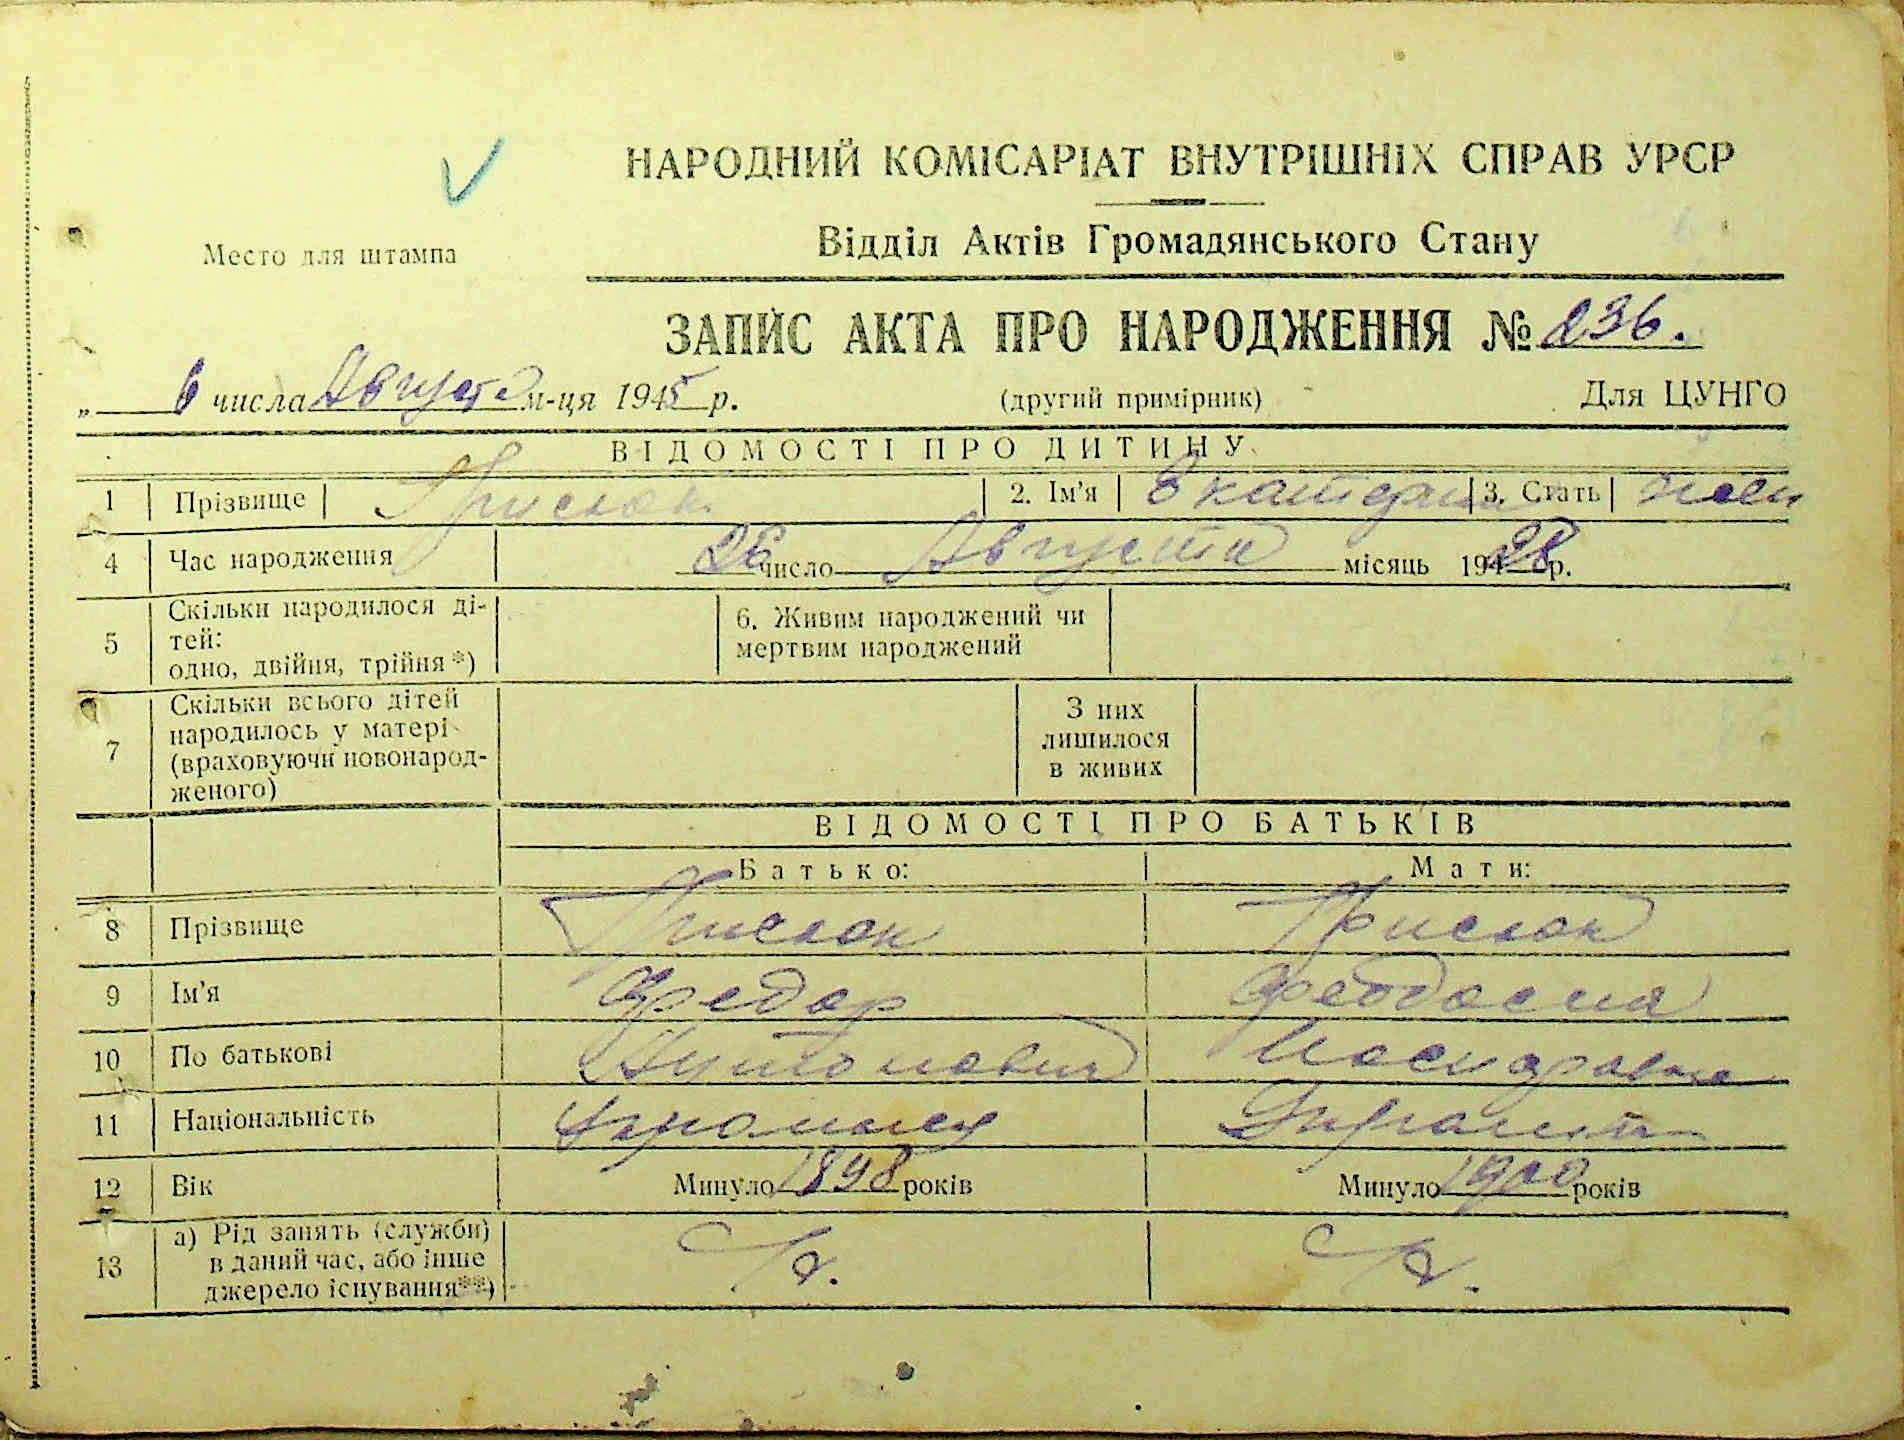 НАРОДНИЙ КОМІСАРІАТ ВНУТРІШНІХ СПРАВ УРСР
Відділ Актів Громадянського Стану
Место для штампа
ЗАПИС АКТА ПРО НАРОДЖЕННЯ № 236.
„ 6 числа Августа м-ця 1945 р. (другий примірник) Для ЦУНГО
ВІДОМОСТІ ПРО ДИТИНУ
1 Прізвище 2. Ім'я Екатерина 3. Стать жен
4 Час народження 26 число Августа місяць 1928 р.
5 Скільки народилося ді-
тей:
одно, двійня, трійня*)
6. Живим народжений чи
мертвим народжений
7 Скільки всього дітей
народилось у матері
(враховуючи новонарод-
женого)
З них
лишилося
в живих
ВІДОМОСТІ ПРО БАТЬКІВ
Батько: Мати:
8 Прізвище
9 Ім'я Федор Феодосия
10 По батькові Антонович
11 Національність
12 Вік Минуло 1898 років Минуло 1900 років
13 а) Рід занять (служби)
в даний час, або інше
джерело існування**)